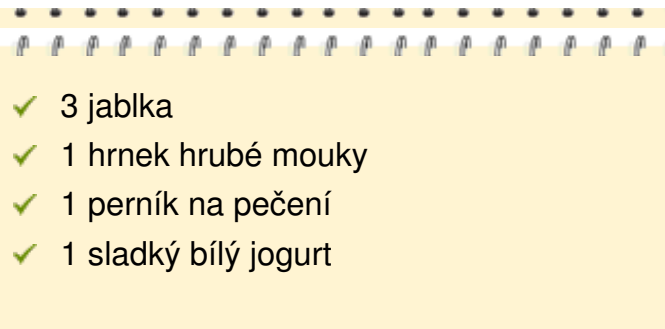 3 jablka
1 hrnek hrubé mouky
1 perník na pečení
1 sladký bílý jogurt